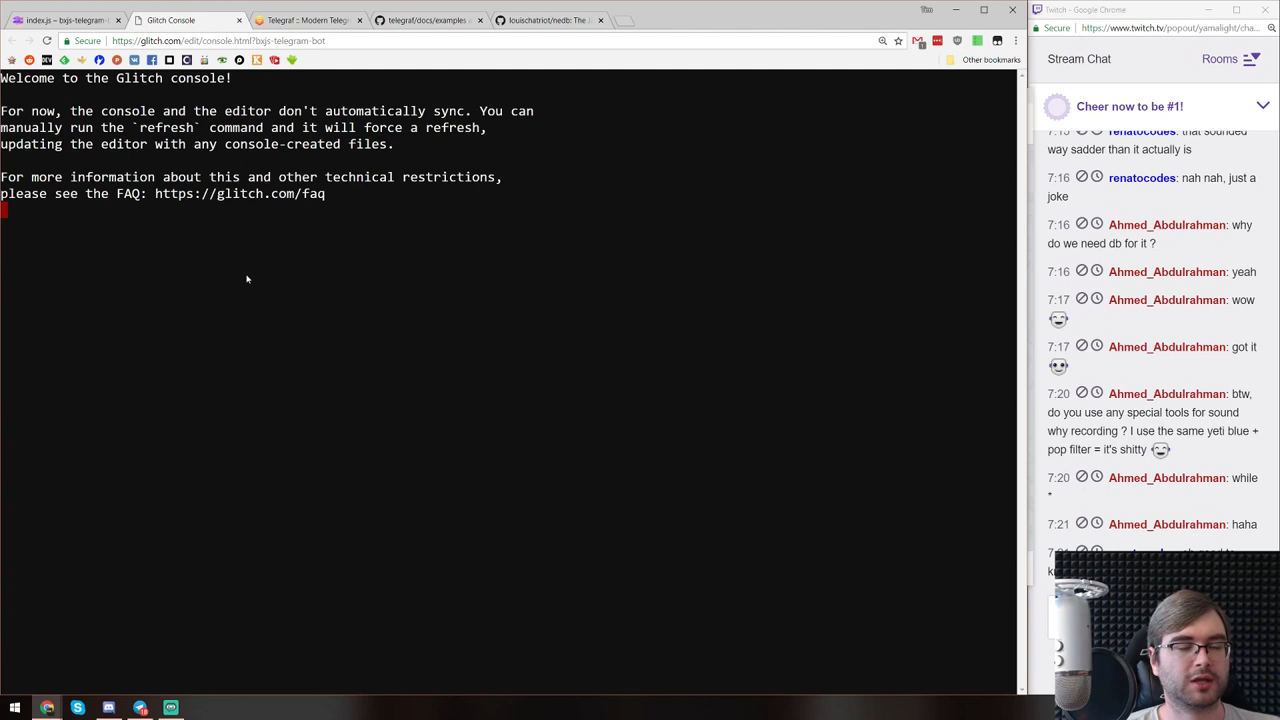 index.js – bxjs-telegram-
Glitch Console
Telegraf :: Modern Telegra
telegraf/docs/examples a
louischatriot/nedb: The Ja
Tim
Secure
https://glitch.com/edit/console.html?bxjs-telegram-bot
Other bookmarks
Welcome to the Glitch console!
For now, the console and the editor don't automatically sync. You can
manually run the `refresh` command and it will force a refresh,
updating the editor with any console-created files.
For more information about this and other technical restrictions,
please see the FAQ: https://glitch.com/faq
Twitch - Google Chrome
Secure
https://www.twitch.tv/popout/yamalight/cha...
Stream Chat
Rooms
Cheer now to be #1!
7:15 renatocodes: that sounded
way sadder than it actually is
7:16 renatocodes: nah nah, just a
joke
7:16 Ahmed_Abdulrahman: why
do we need db for it ?
7:16 Ahmed_Abdulrahman: yeah
7:17 Ahmed_Abdulrahman: wow
7:17 Ahmed_Abdulrahman: got it
7:20 Ahmed_Abdulrahman: btw,
do you use any special tools for sound
why recording ? I use the same yeti blue +
pop filter = it's shitty
7:20 Ahmed_Abdulrahman: while
*
7:21 Ahmed_Abdulrahman: haha